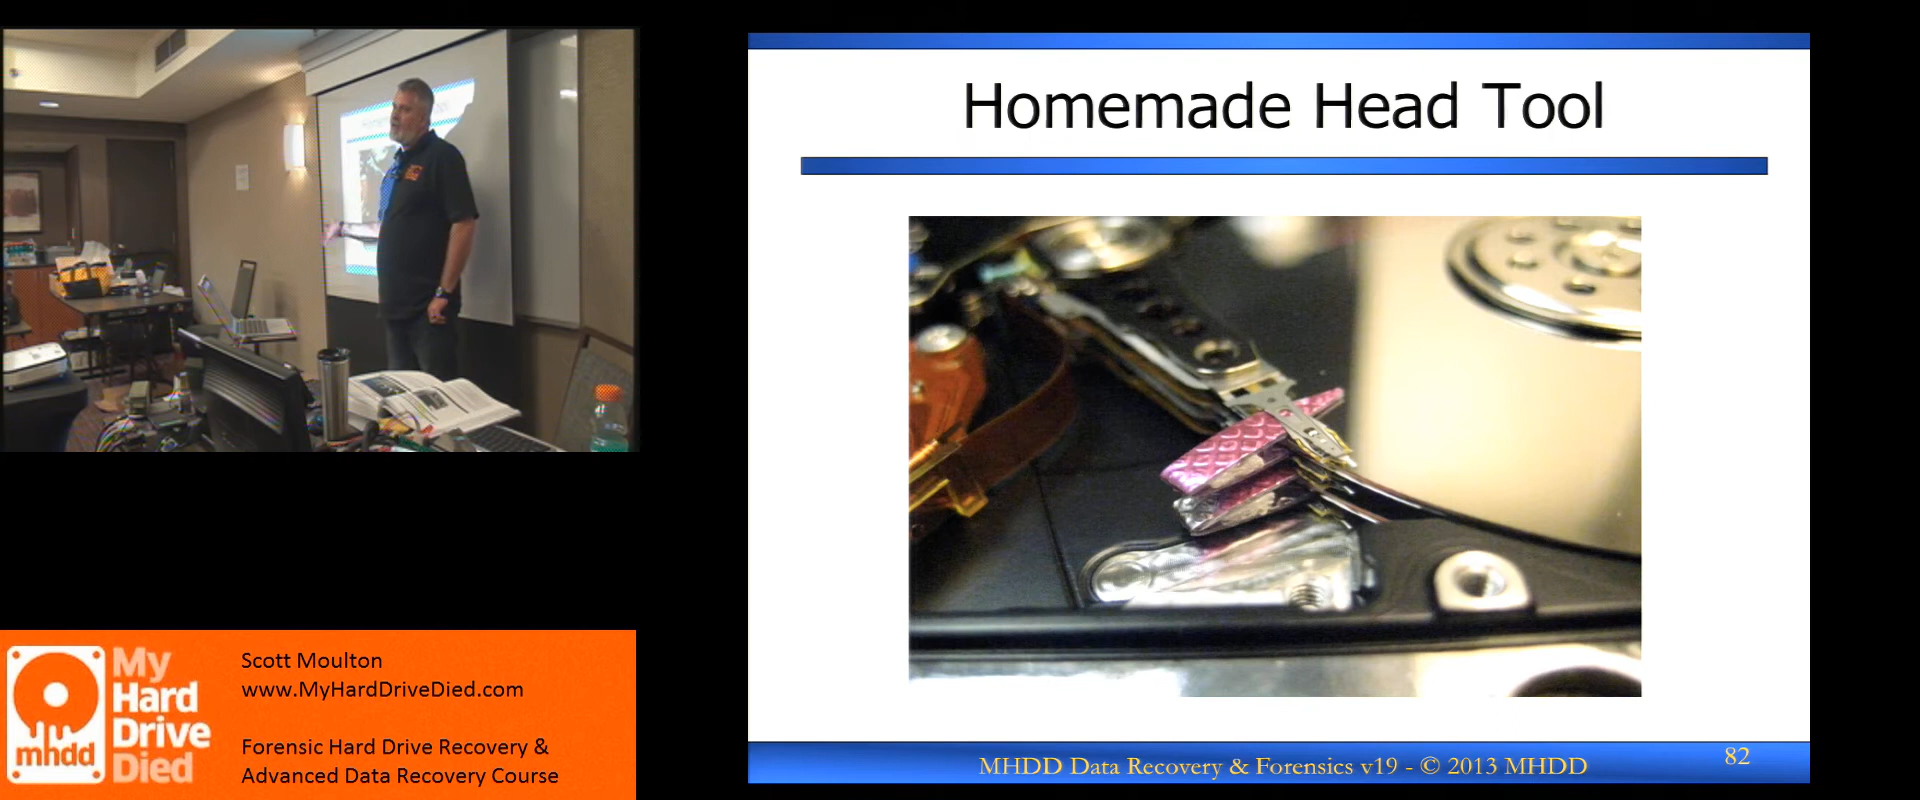 Homemade Head Tool
MHDD Data Recovery & Forensics v19 - © 2013 MHDD
82
My
Hard
Drive
Died
mhdd
Scott Moulton
www.MyHardDriveDied.com
Forensic Hard Drive Recovery &
Advanced Data Recovery Course